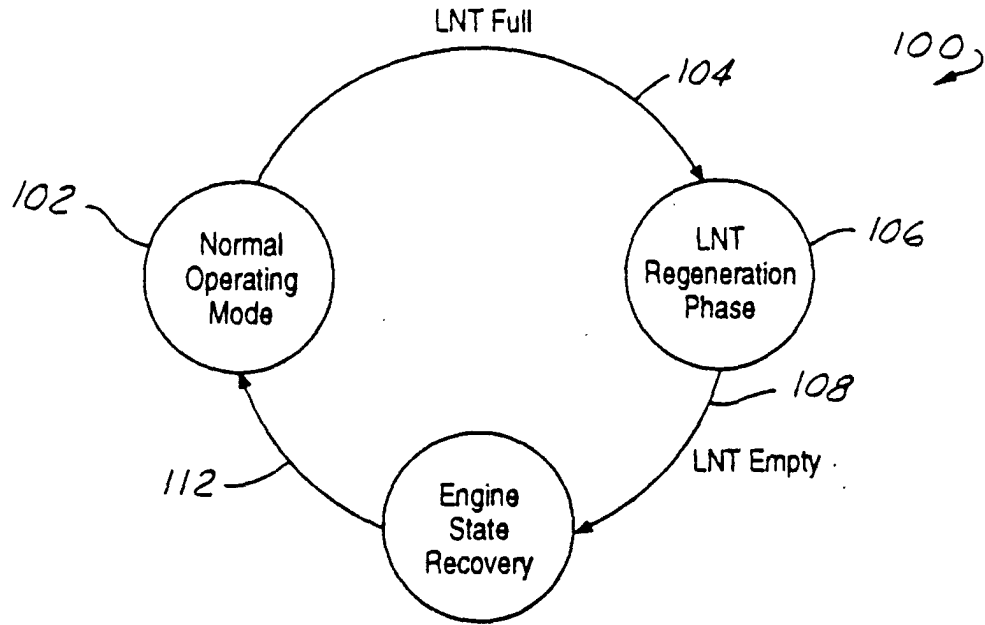 LNT Full
100
104
102
Normal
Operating
Mode
LNT
Regeneration
Phase
106
108
LNT Empty
112
Engine
State
Recovery